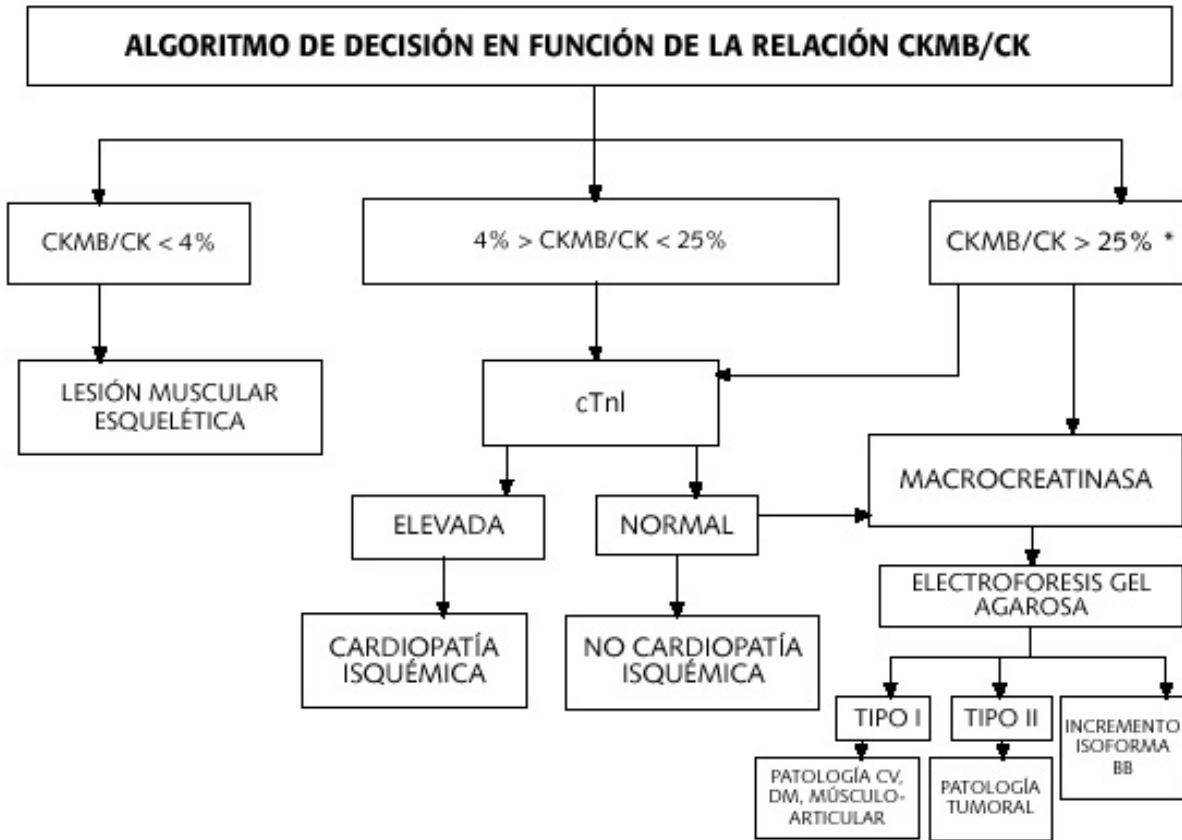 ALGORITMO DE DECISIÓN EN FUNCIÓN DE LA RELACIÓN CKMB/CK
CKMB/CK < 4%
4% > CKMB/CK < 25%
CKMB/CK > 25% *
LESIÓN MUSCULAR
ESQUELÉTICA
cTnl
MACROCREATINASA
ELEVADA
NORMAL
ELECTROFORESIS GEL
AGAROSA
CARDIOPATÍA
ISQUÉMICA
NO CARDIOPATÍA
ISQUÉMICA
TIPO I
TIPO II
INCREMENTO
ISOFORMA
BB
PATOLOGÍA CV,
DM, MÚSCULO-
ARTICULAR
PATOLOGÍA
TUMORAL